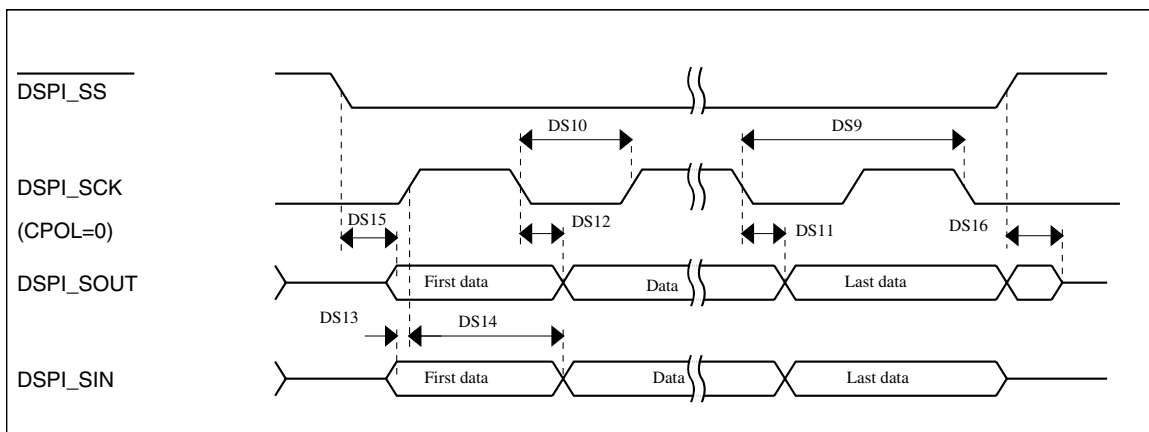 DSPI_SS
DS10
DS9
DSPI_SCK
(CPOL=0)
DS15
DS12
DS11
DS16
DSPI_SOUT
First data
Data
Last data
DS13
DS14
DSPI_SIN
First data
Data
Last data